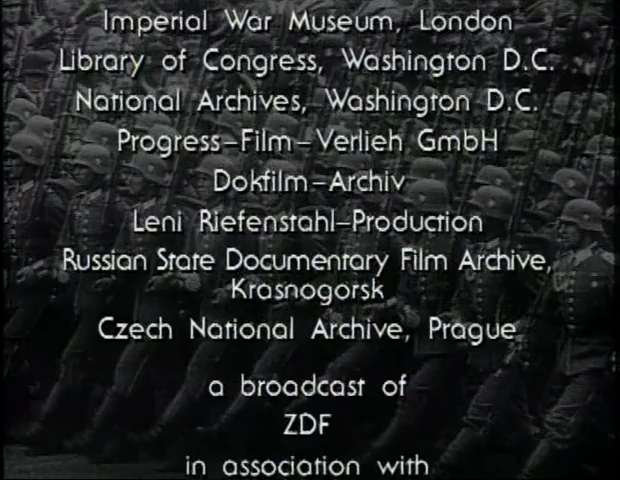 Imperial War Museum, London
Library of Congress, Washington D.C.
National Archives, Washington D.C.
Progress-Film-Verlieh GmbH
Dokfilm-Archiv
Leni Riefenstahl-Production
Russian State Documentary Film Archive,
Krasnogorsk
Czech National Archive, Prague
a broadcast of
ZDF
in association with